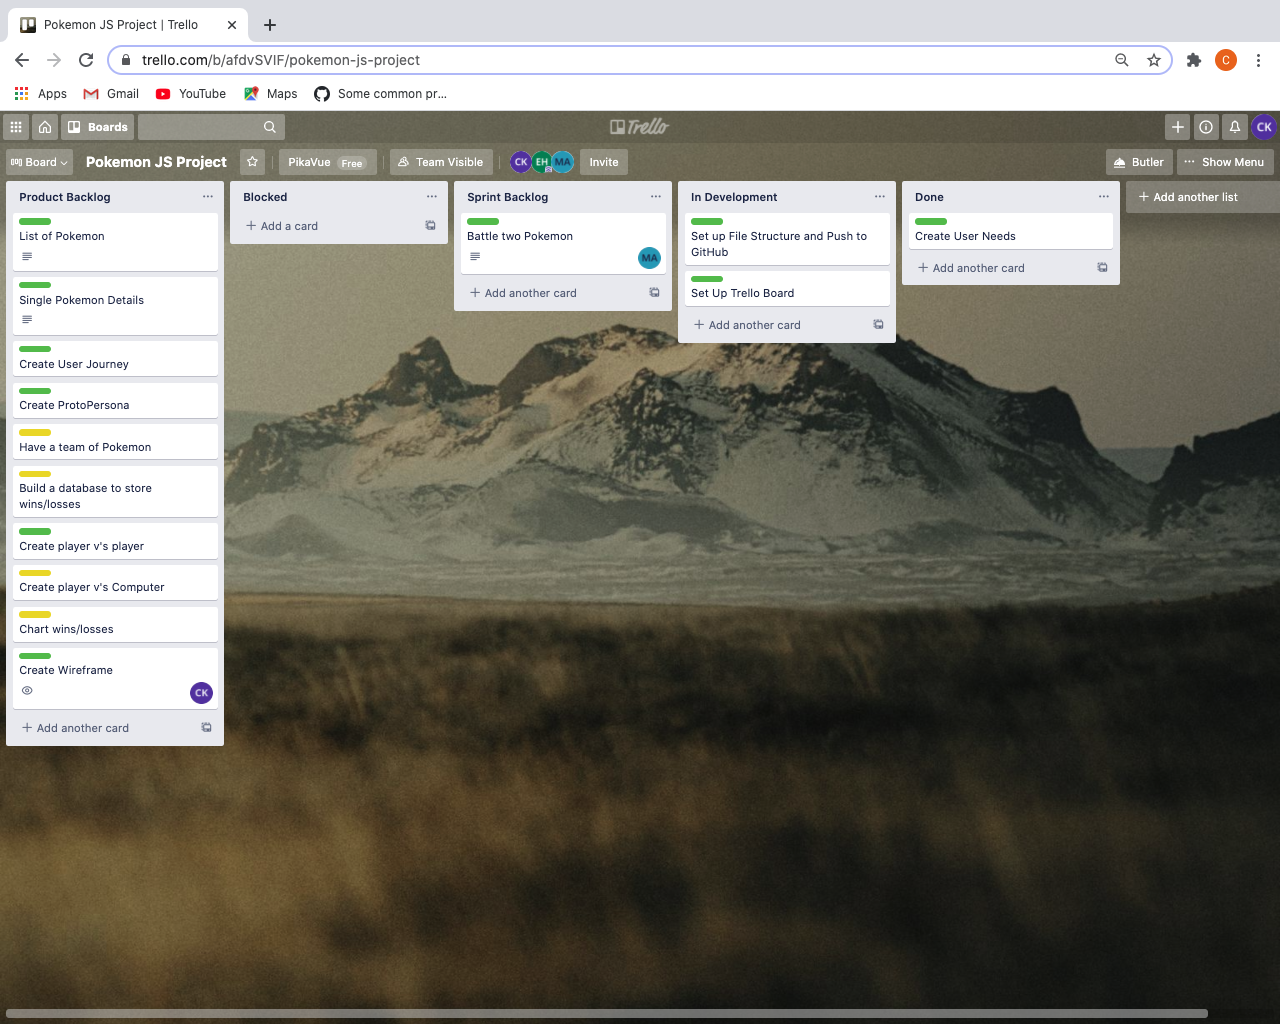 Pokemon JS Project | Trello
trello.com/b/afdvSVIF/pokemon-js-project
C
Apps
Gmail
YouTube
Maps
Some common pr...
Boards
Trello
CK
Board
Pokemon JS Project
PikaVue Free
Team Visible
CK
EH
MA
Invite
Butler
Show Menu
Product Backlog
List of Pokemon
Single Pokemon Details
Create User Journey
Create ProtoPersona
Have a team of Pokemon
Build a database to store
wins/losses
Create player v's player
Create player v's Computer
Chart wins/losses
Create Wireframe
CK
Add another card
Blocked
Add a card
Sprint Backlog
Battle two Pokemon
MA
Add another card
In Development
Set up File Structure and Push to
GitHub
Set Up Trello Board
Add another card
Done
Create User Needs
Add another card
Add another list